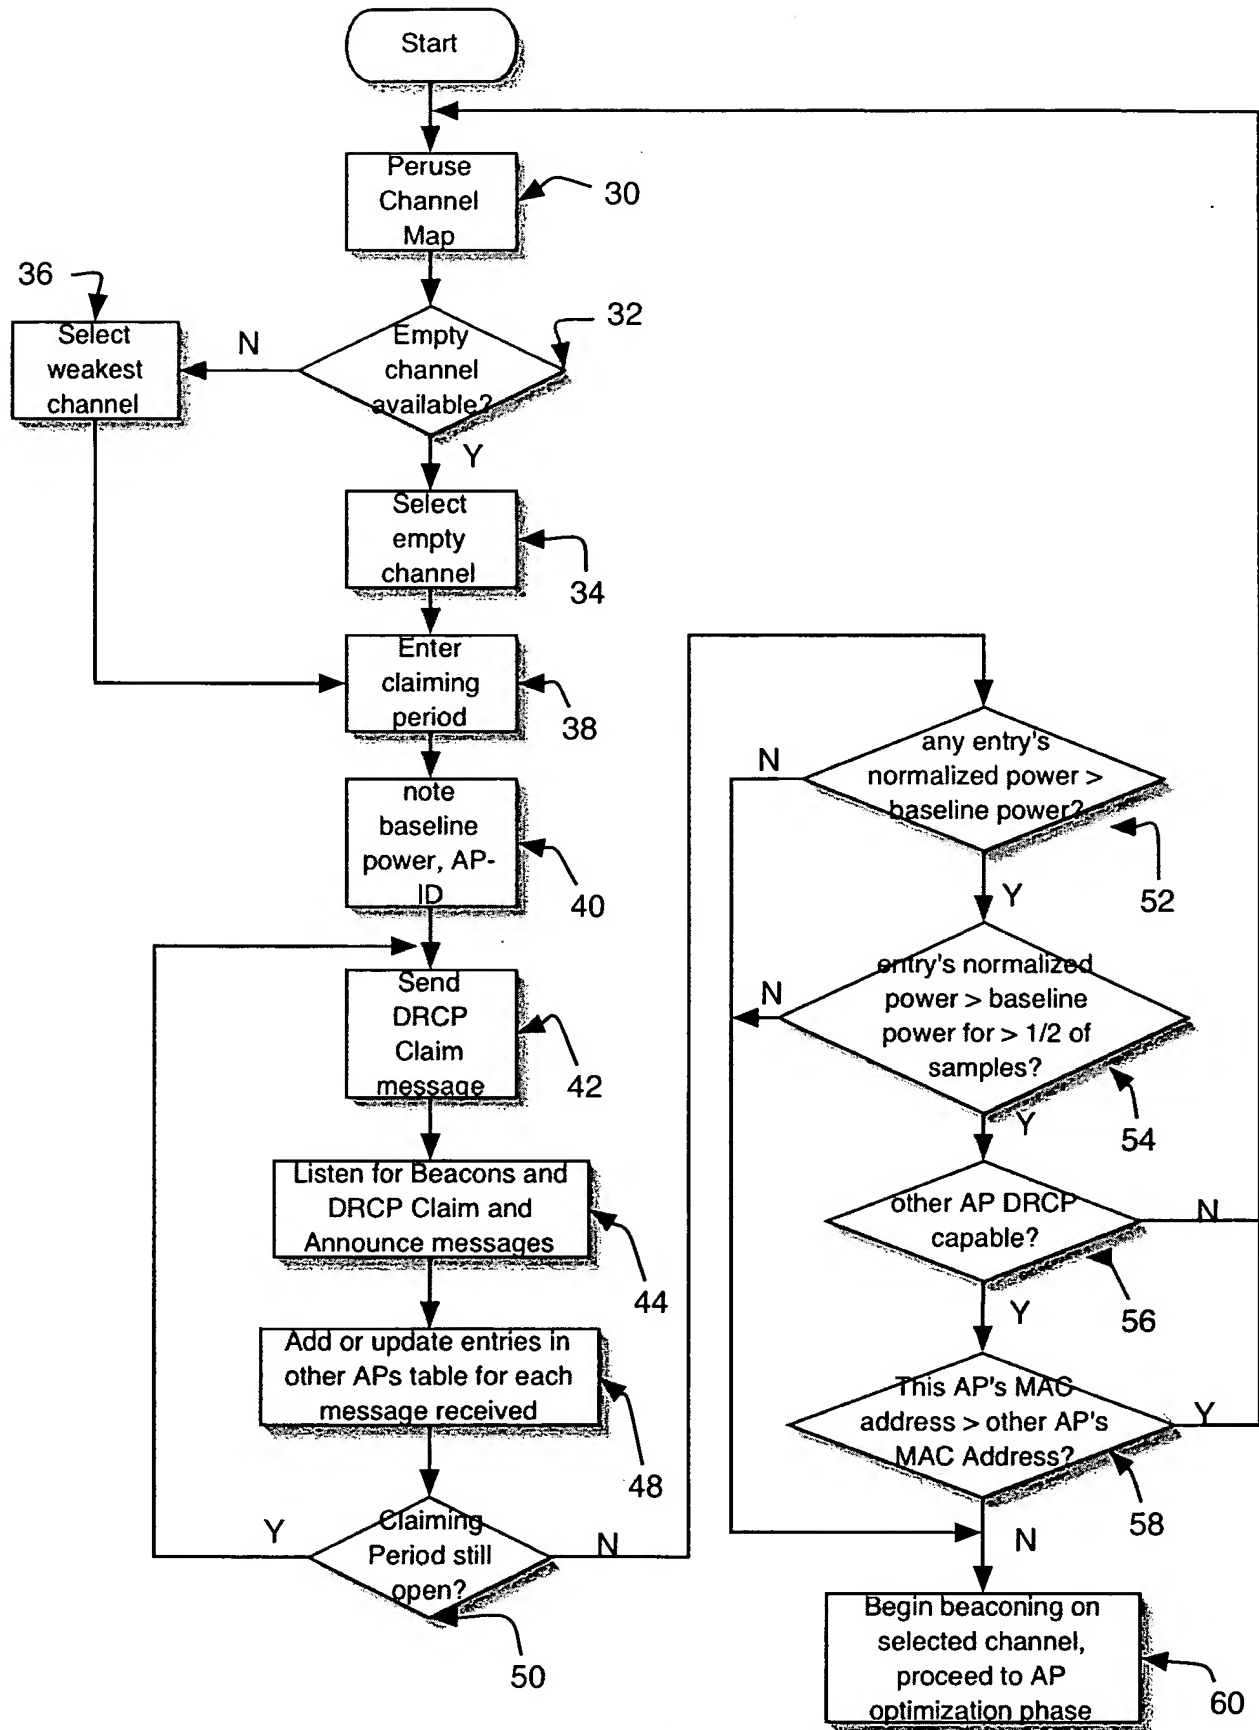 Start
Peruse
Channel
Map
30
36
Select
weakest
channel
N
Empty
channel
available?
32
Y
Select
empty
channel
34
Enter
claiming
period
38
note
baseline
power, AP-
ID
40
Send
DRCP
Claim
message
42
Listen for Beacons and
DRCP Claim and
Announce messages
44
Add or update entries in
other APs table for each
message received
48
Y
Claiming
Period still
open?
N
50
N
any entry's
normalized power >
baseline power?
52
Y
N
entry's normalized
power > baseline
power for > 1/2 of
samples?
54
Y
other AP DRCP
capable?
N
56
Y
This AP's MAC
address > other AP's
MAC Address?
Y
58
N
Begin beaconing on
selected channel,
proceed to AP
optimization phase
60